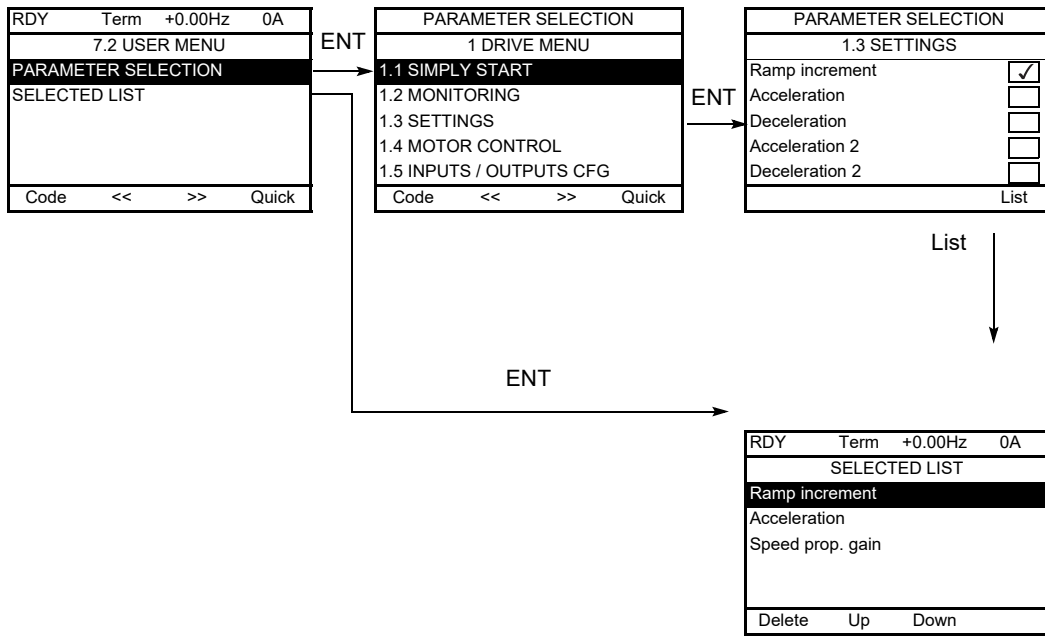 RDY Term +0.00Hz 0A
7.2 USER MENU
PARAMETER SELECTION
SELECTED LIST
Code << >> Quick
ENT
PARAMETER SELECTION
1 DRIVE MENU
1.1 SIMPLY START
1.2 MONITORING
1.3 SETTINGS
1.4 MOTOR CONTROL
1.5 INPUTS / OUTPUTS CFG
Code << >> Quick
ENT
PARAMETER SELECTION
1.3 SETTINGS
Ramp increment
Acceleration
Deceleration
Acceleration 2
Deceleration 2
List
List
ENT
RDY Term +0.00Hz 0A
SELECTED LIST
Ramp increment
Acceleration
Speed prop. gain
Delete Up Down